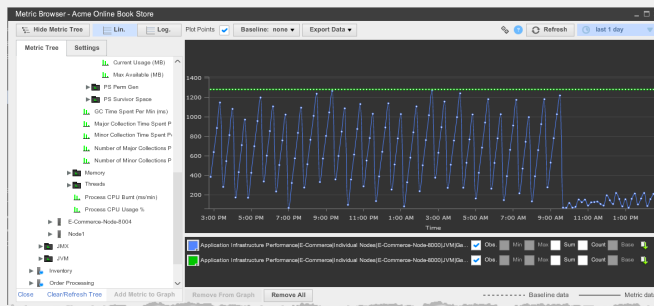 Metric Browser - Acme Online Book Store
Hide Metric Tree
Lin.
Log.
Plot Points
Baseline: none
Export Data
Refresh
last 1 day
Metric Tree
Settings
Current Usage (MB)
Max Available (MB)
PS Perm Gen
PS Survivor Space
GC Time Spent Per Min (ms)
Major Collection Time Spent P
Minor Collection Time Spent P
Number of Major Collections P
Number of Minor Collections P
Memory
Threads
Process CPU Burnt (ms/min)
Process CPU Usage %
E-Commerce-Node-8004
Node1
JMX
JVM
Inventory
Order Processing
Close
Clear/Refresh Tree
Add Metric to Graph
1400
1200
1000
800
600
400
200
3:00 PM 5:00 PM 7:00 PM 9:00 PM 11:00 PM 1:00 AM 3:00 AM 5:00 AM 7:00 AM 9:00 AM 11:00 AM 1:00 PM
Time
Application Infrastructure Performance|E-Commerce|Individual Nodes|E-Commerce-Node-8000|JVM|Ga... Obs Min Max Sum Count Base
Application Infrastructure Performance|E-Commerce|Individual Nodes|E-Commerce-Node-8000|JVM|Ga... Obs Min Max Sum Count Base
Remove From Graph
Remove All
Baseline data
Metric data